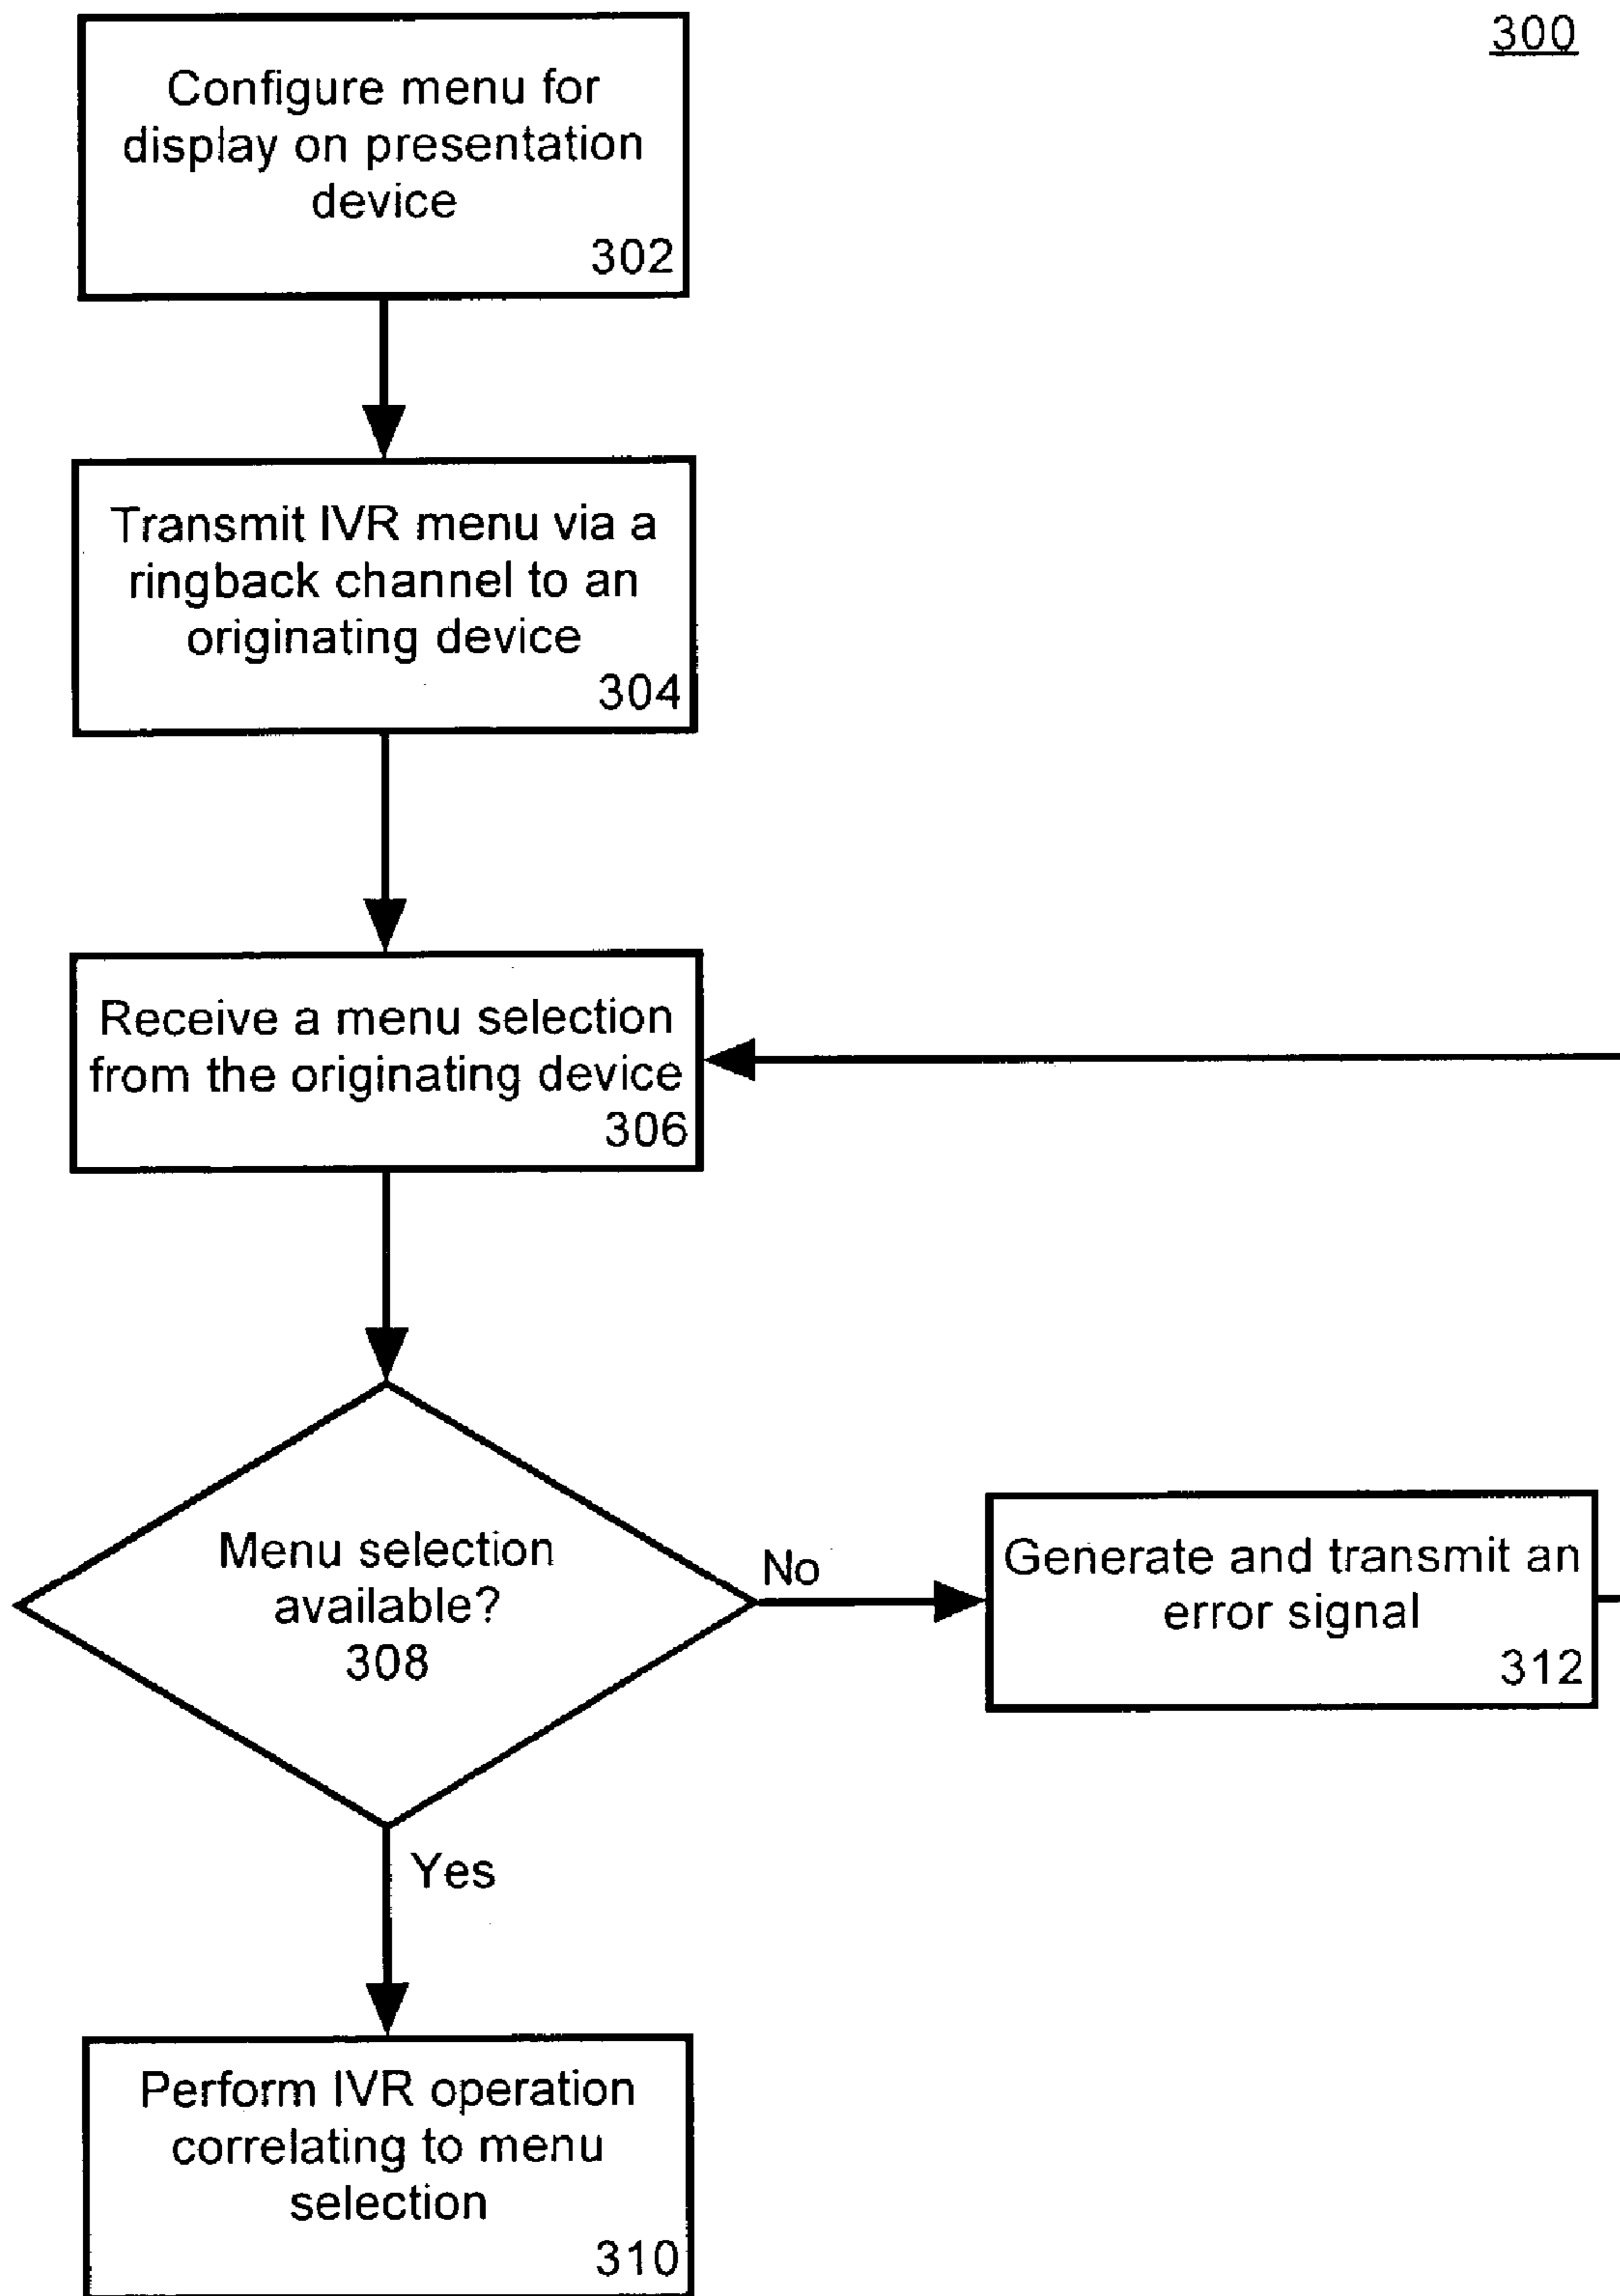 300
Configure menu for
display on presentation
device
302
Transmit IVR menu via a
ringback channel to an
originating device
304
Receive a menu selection
from the originating device
306
Menu selection
available?
308
No
Generate and transmit an
error signal
312
Yes
Perform IVR operation
correlating to menu
selection
310